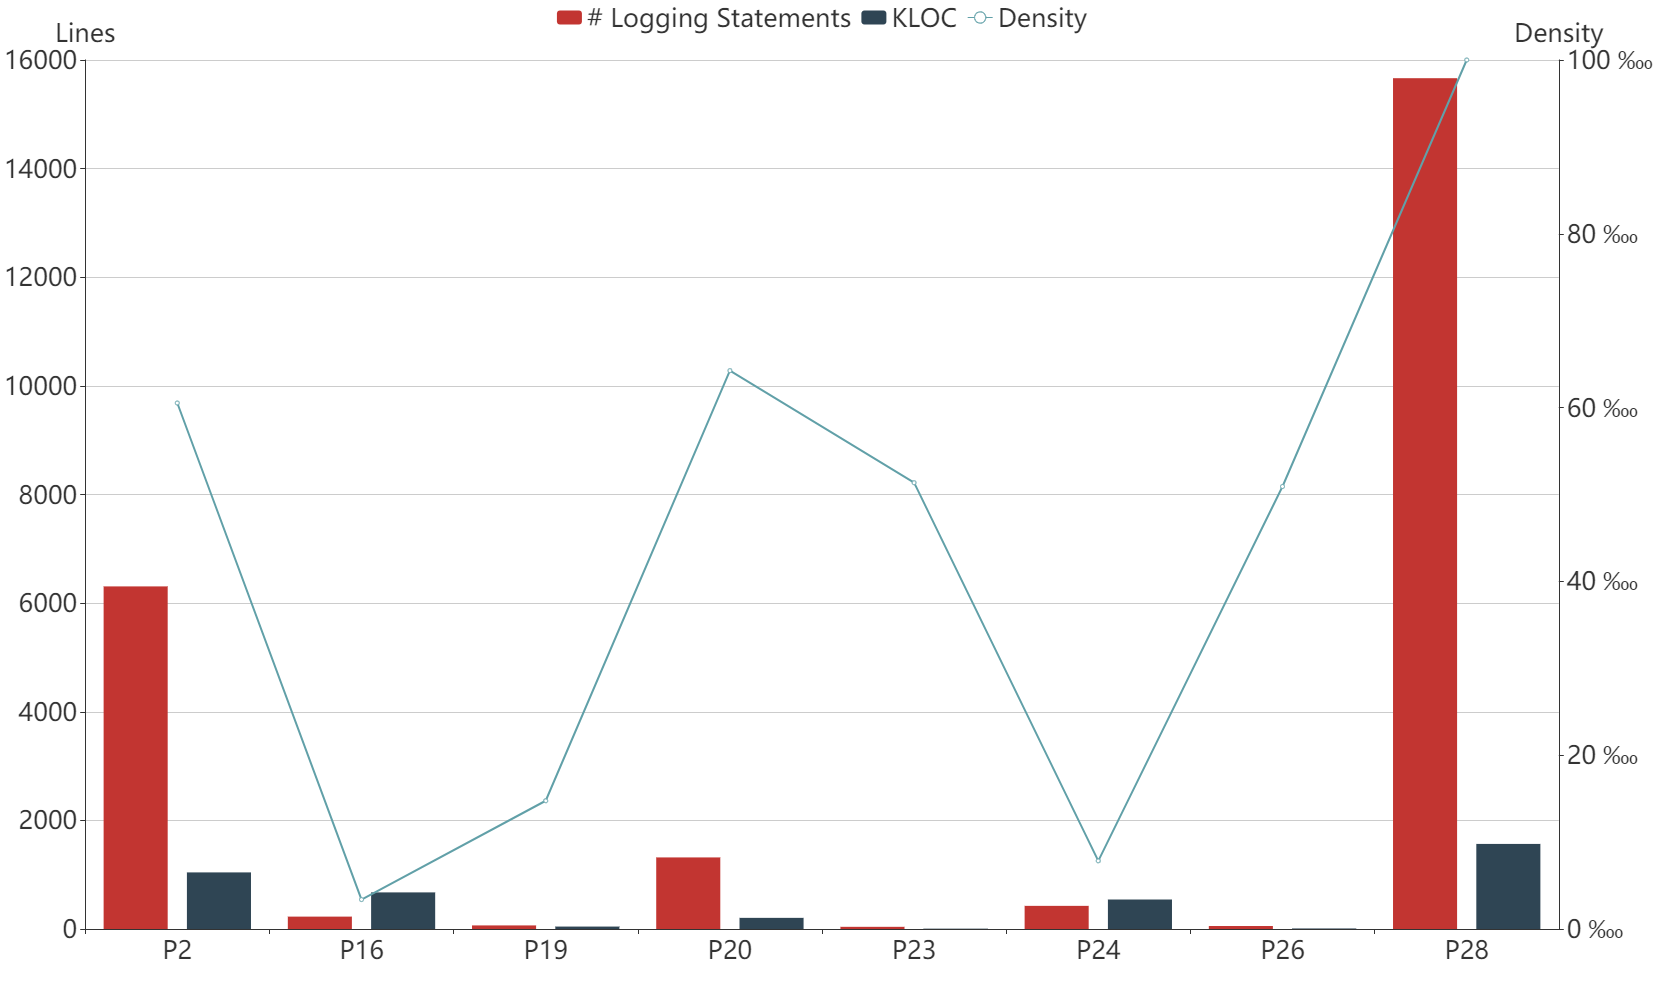 # Logging Statements KLOC Density
Lines Density
16000 100 ‱
14000
80 ‱
12000
10000
60 ‱
8000
6000
40 ‱
4000
20 ‱
2000
0 0 ‱
P2 P16 P19 P20 P23 P24 P26 P28